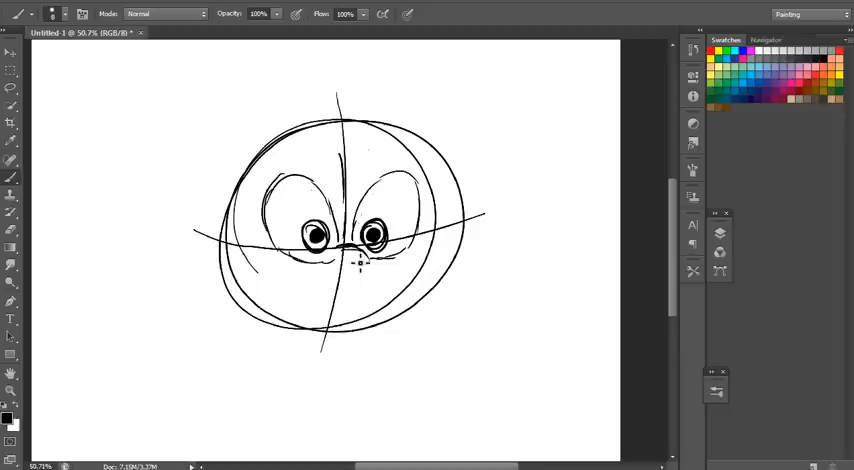 8
Mode: Normal
Opacity: 100%
Flow: 100%
Painting
Untitled-1 @ 50.7% (RGB/8) * ×
Swatches
Navigator
50.71%
Doc: 7.15M/3.37M